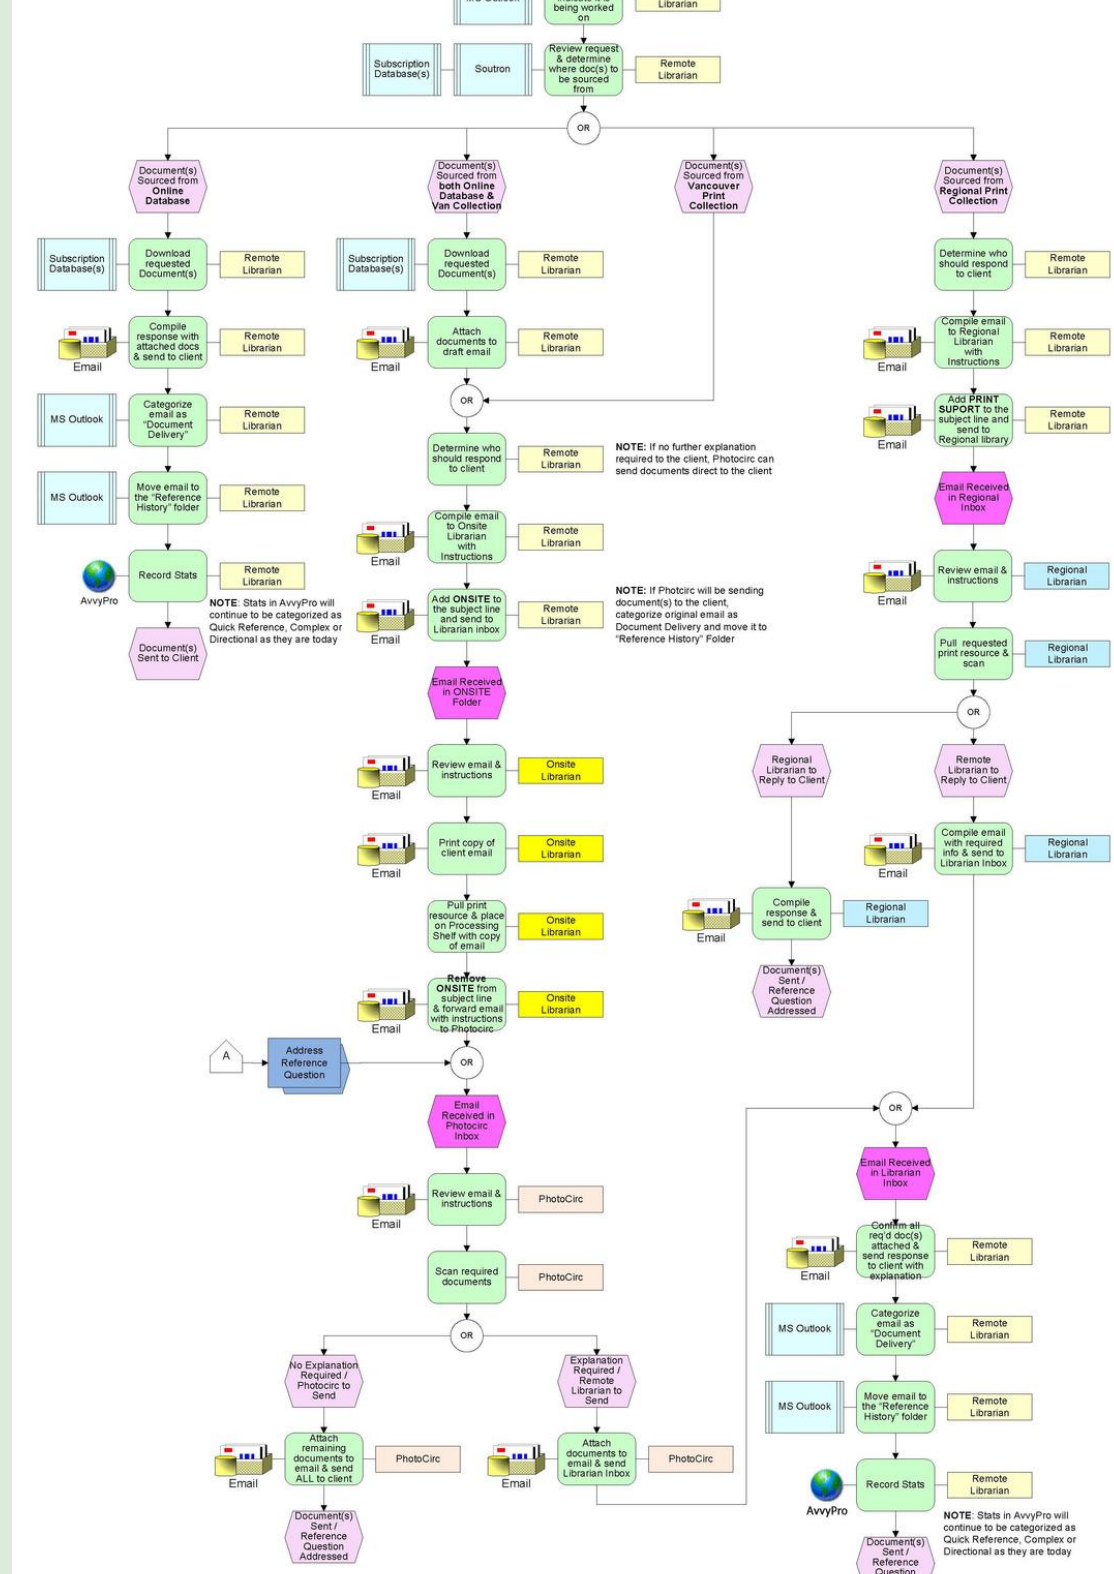 MS Outlook
indicate it is
being worked
on
Librarian
Subscription
Database(s)
Soutron
Review request
& determine
where doc(s) to
be sourced
from
Remote
Librarian
OR
Document(s)
Sourced from
Online
Database
Document(s)
Sourced from
both Online
Database &
Van Collection
Document(s)
Sourced from
Vancouver
Print
Collection
Document(s)
Sourced from
Regional Print
Collection
Subscription
Database(s)
Download
requested
Document(s)
Remote
Librarian
Subscription
Database(s)
Download
requested
Document(s)
Remote
Librarian
Determine who
should respond
to client
Remote
Librarian
Email
Compile
response with
attached docs
& send to client
Remote
Librarian
Email
Attach
documents to
draft email
Remote
Librarian
Email
Compile email
to Regional
Librarian
with
Instructions
Remote
Librarian
MS Outlook
Categorize
email as
"Document
Delivery"
Remote
Librarian
OR
Email
Add PRINT
SUPORT to the
subject line and
send to
Regional library
Remote
Librarian
MS Outlook
Move email to
the "Reference
History" folder
Remote
Librarian
Determine who
should respond
to client
Remote
Librarian
NOTE: If no further explanation
required to the client, Photocirc can
send documents direct to the client
Email Received
in Regional
Inbox
AvvyPro
Record Stats
Remote
Librarian
NOTE: Stats in AvvyPro will
continue to be categorized as
Quick Reference, Complex or
Directional as they are today
Document(s)
Sent to Client
Email
Compile email
to Onsite
Librarian
with
Instructions
Remote
Librarian
Email
Review email &
instructions
Regional
Librarian
Email
Add ONSITE to
the subject line
and send to
Librarian inbox
Remote
Librarian
NOTE: If Photcirc will be sending
document(s) to the client,
categorize original email as
Document Delivery and move it to
"Reference History" Folder
Pull requested
print resource &
scan
Regional
Librarian
Email Received
in ONSITE
Folder
OR
Email
Review email &
instructions
Onsite
Librarian
Regional
Librarian to
Reply to Client
Remote
Librarian to
Reply to Client
Email
Print copy of
client email
Onsite
Librarian
Email
Compile email
with required
info & send to
Librarian Inbox
Regional
Librarian
Pull print
resource & place
on Processing
Shelf with copy
of email
Onsite
Librarian
Email
Compile
response &
send to client
Regional
Librarian
Email
Remove
ONSITE from
subject line
& forward email
with instructions
to Photocirc
Onsite
Librarian
Document(s)
Sent /
Reference
Question
Addressed
A
Address
Reference
Question
OR
Email
Received in
Photocirc
Inbox
OR
Email Received
in Librarian
Inbox
Email
Review email &
instructions
PhotoCirc
Email
Confirm all
req'd doc(s)
attached &
send response
to client with
explanation
Remote
Librarian
Scan required
documents
PhotoCirc
MS Outlook
Categorize
email as
"Document
Delivery"
Remote
Librarian
OR
No Explanation
Required /
Photocirc to
Send
Explanation
Required /
Remote
Librarian to
Send
MS Outlook
Move email to
the "Reference
History" folder
Remote
Librarian
Email
Attach
remaining
documents to
email & send
ALL to client
PhotoCirc
Email
Attach
documents to
email & send
Librarian Inbox
PhotoCirc
AvvyPro
Record Stats
Remote
Librarian
NOTE: Stats in AvvyPro will
continue to be categorized as
Quick Reference, Complex or
Directional as they are today
Document(s)
Sent /
Reference
Question
Addressed
Document(s)
Sent /
Reference
Question